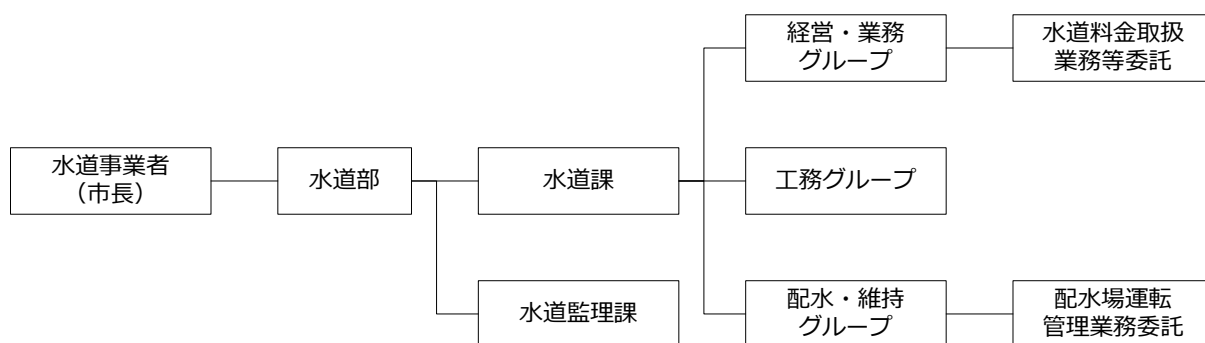 経営・業務
グループ
水道料金取扱
業務等委託
水道事業者
（市長）
水道部
水道課
工務グループ
水道監理課
配水・維持
グループ
配水場運転
管理業務委託